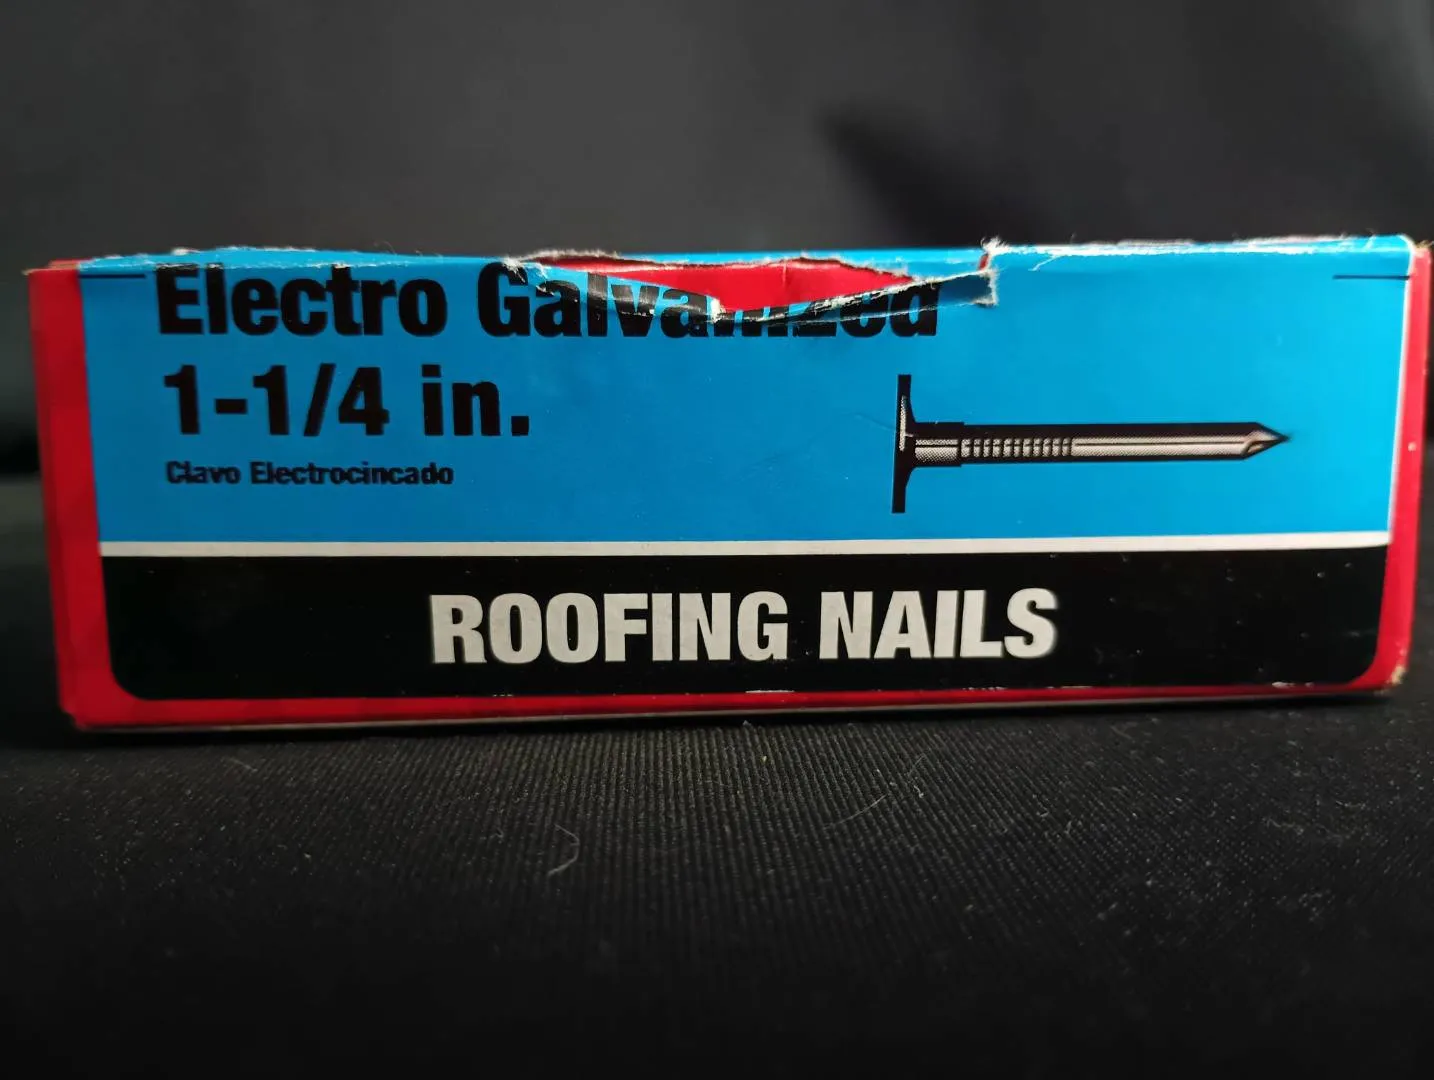 Electro Galvanized
1-1/4 in.
Clavo Electrocincado
ROOFING NAILS